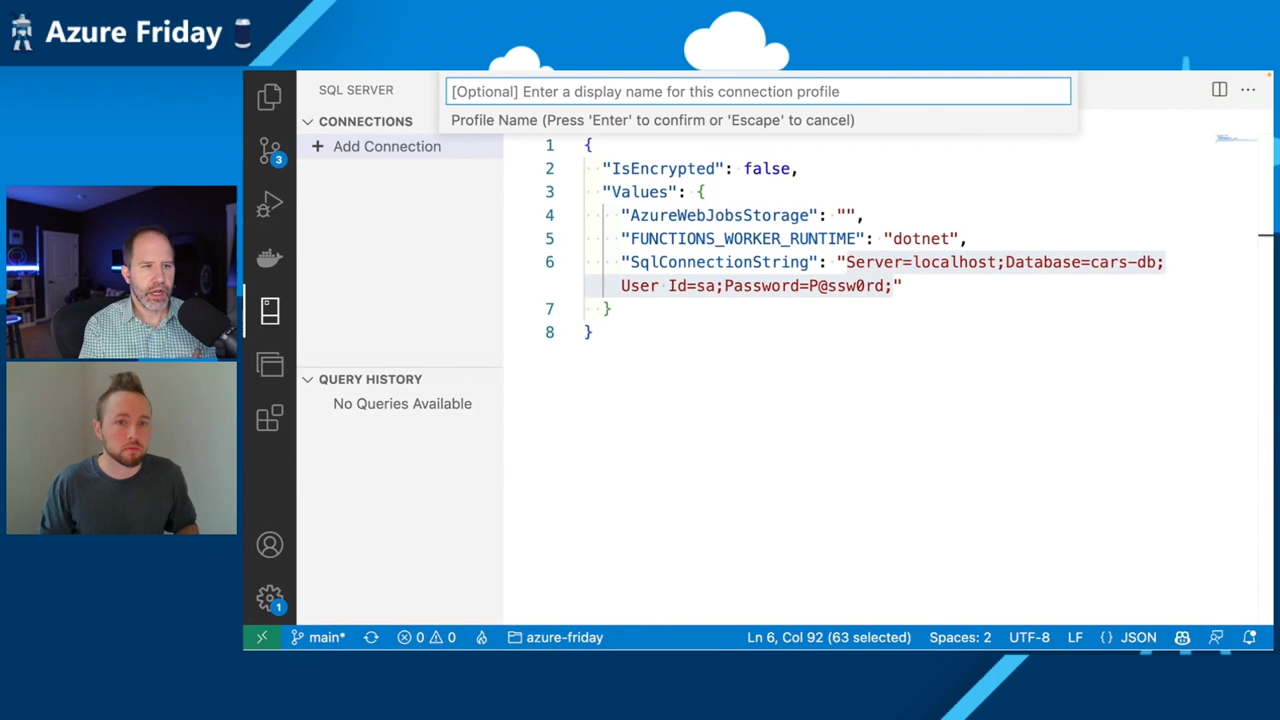 Azure Friday
SQL SERVER
[Optional] Enter a display name for this connection profile
Profile Name (Press 'Enter' to confirm or 'Escape' to cancel)
CONNECTIONS
Add Connection
3
1 {
2 "IsEncrypted": false,
3 "Values": {
4 "AzureWebJobsStorage": "",
5 "FUNCTIONS_WORKER_RUNTIME": "dotnet",
6 "SqlConnectionString": "Server=localhost;Database=cars-db;
User Id=sa;Password=P@ssw0rd;"
7 }
8 }
QUERY HISTORY
No Queries Available
1
main* 0 0 azure-friday Ln 6, Col 92 (63 selected) Spaces: 2 UTF-8 LF {} JSON